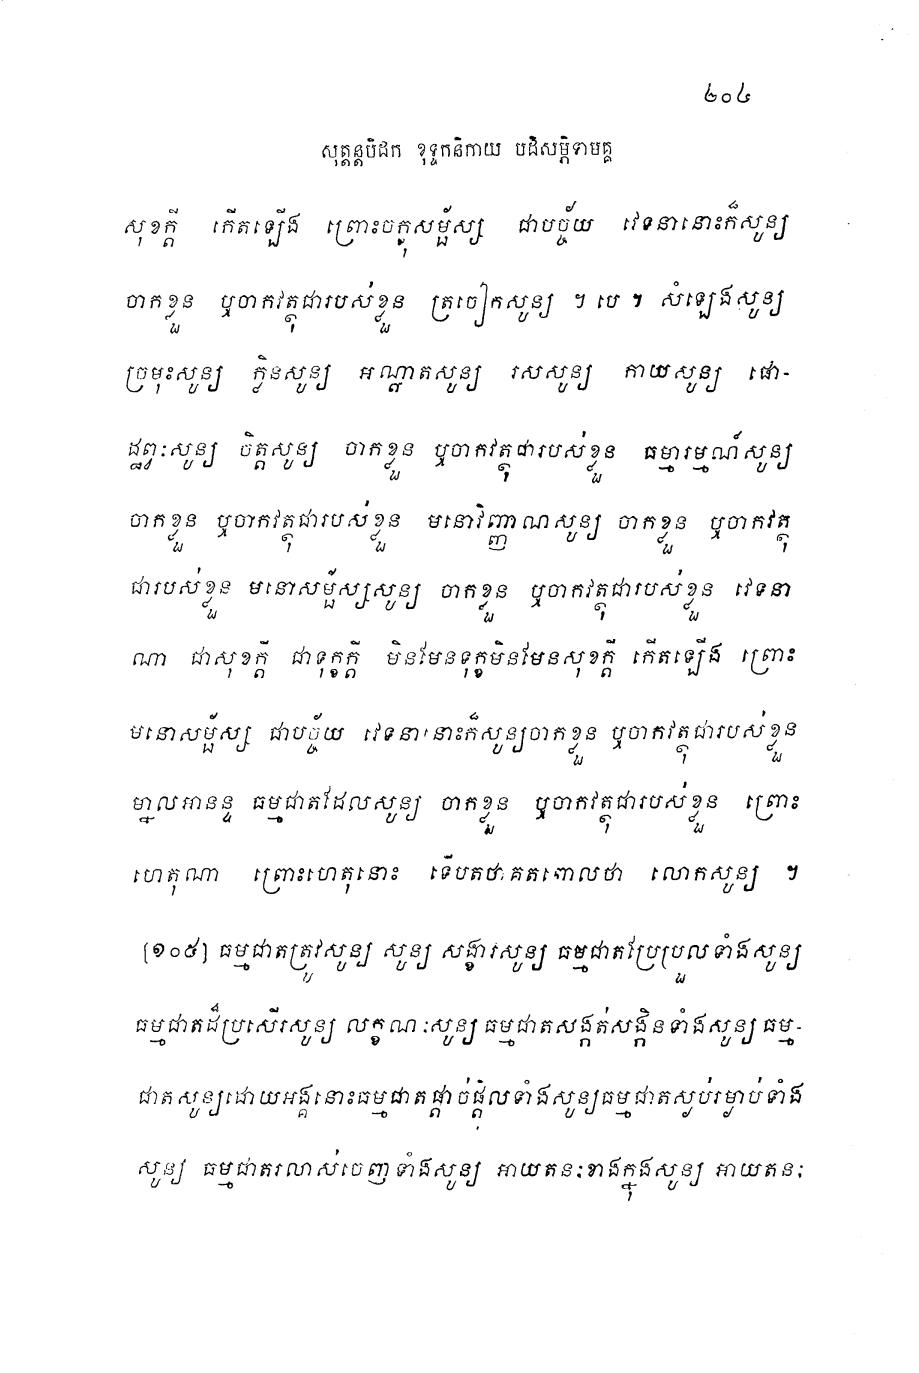 ២០៤
សុត្តន្តបិដក ខុទ្ទកនិកាយ បដិសម្ភិទាមគ្គ
សុខក្តី កើតឡើង ព្រោះចក្ខុសម្ផ័ស្ស ជាបច្ច័យ វេទនានោះក៏សូន្យ
ចាកខ្លួន ឬចាកវត្ថុជារបស់ខ្លួន ត្រចៀកសូន្យ ។ បេ ។ សំឡេងសូន្យ
ច្រមុះសូន្យ ក្លិនសូន្យ អណ្តាតសូន្យ រសសូន្យ កាយសូន្យ ផោ-
ដ្ឋព្វៈសូន្យ ចិត្តសូន្យ ចាកខ្លួន ឬចាកវត្ថុជារបស់ខ្លួន ធម្មារម្មណ៍សូន្យ
ចាកខ្លួន ឬចាកវត្ថុជារបស់ខ្លួន មនោវិញ្ញាណសូន្យ ចាកខ្លួន ឬចាកវត្ថុ
ជារបស់ខ្លួន មនោសម្ផ័ស្សសូន្យ ចាកខ្លួន ឬចាកវត្ថុជារបស់ខ្លួន វេទនា
ណា ជាសុខក្តី ជាទុក្ខក្តី មិនមែនទុក្ខមិនមែនសុខក្តី កើតឡើង ព្រោះ
មនោសម្ផ័ស្ស ជាបច្ច័យ វេទនានោះក៏សូន្យចាកខ្លួន ឬចាកវត្ថុជារបស់ខ្លួន
ម្នាលអានន្ទ ធម្មជាតដែលសូន្យ ចាកខ្លួន ឬចាកវត្ថុជារបស់ខ្លួន ព្រោះ
ហេតុណា ព្រោះហេតុនោះ ទើបតថាគតពោលថា លោកសូន្យ ។
[១០៥] ធម្មជាតត្រូវសូន្យ សូន្យ សង្ខារសូន្យ ធម្មជាតប្រែប្រួលទាំងសូន្យ
ធម្មជាតដ៏ប្រសើរសូន្យ លក្ខណៈសូន្យ ធម្មជាតសង្កត់សង្កិនទាំងសូន្យ ធម្ម-
ជាតសូន្យដោយអង្គនោះធម្មជាតផ្តាច់ផ្តិលទាំងសូន្យធម្មជាតស្ងប់រម្ងាប់ទាំង
សូន្យ ធម្មជាតរលាស់ចេញទាំងសូន្យ អាយតនៈខាងក្នុងសូន្យ អាយតនៈ